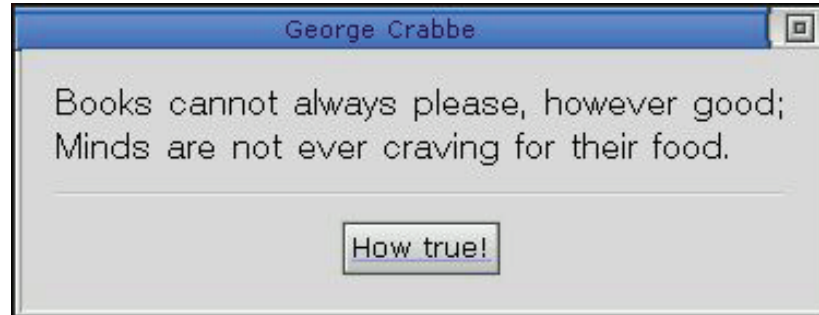 George Crabbe
Books cannot always please, however good;
Minds are not ever craving for their food.
How true!